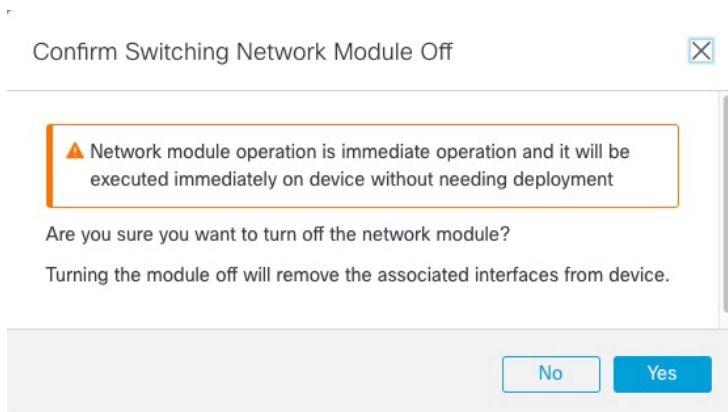 Confirm Switching Network Module Off
Network module operation is immediate operation and it will be
executed immediately on device without needing deployment
Are you sure you want to turn off the network module?
Turning the module off will remove the associated interfaces from device.
No
Yes